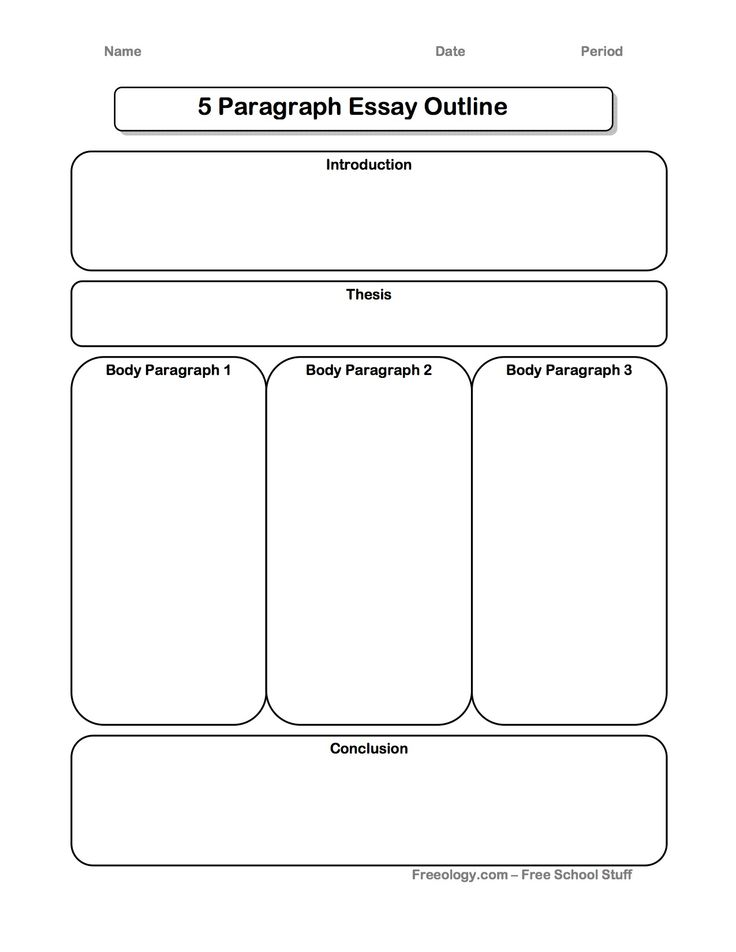 Name Date Period
5 Paragraph Essay Outline
Introduction
Thesis
Body Paragraph 1 Body Paragraph 2 Body Paragraph 3
Conclusion
Freeology.com – Free School Stuff